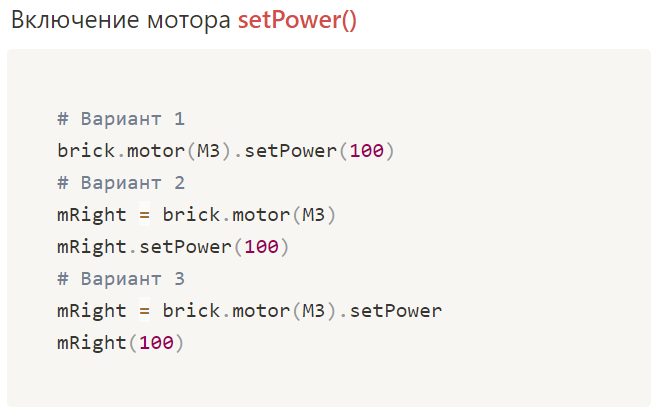 Включение мотора setPower()
# Вариант 1
brick.motor(M3).setPower(100)
# Вариант 2
mRight = brick.motor(M3)
mRight.setPower(100)
# Вариант 3
mRight = brick.motor(M3).setPower
mRight(100)